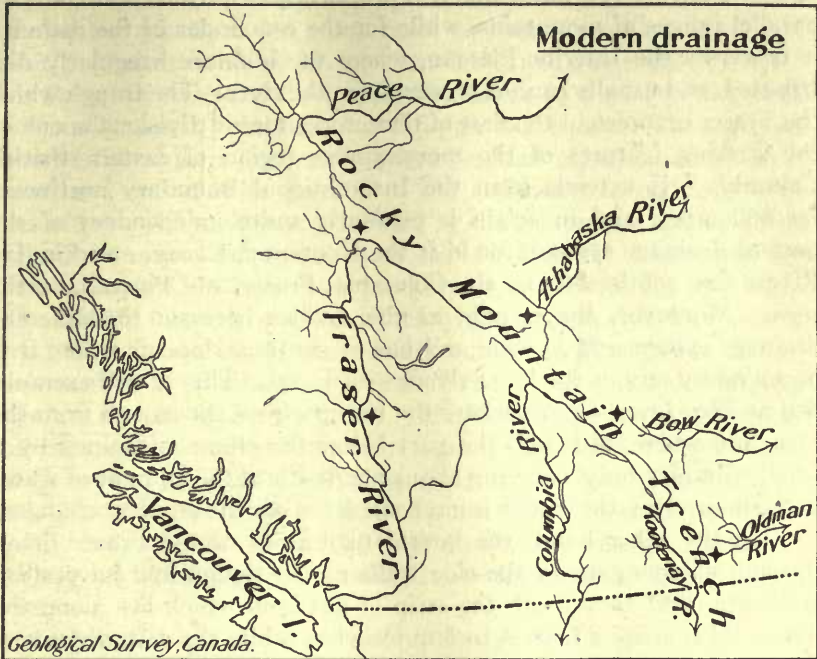 Modern drainage
Peace River
Rocky Mountain Trench
Athabaska River
Fraser River
Columbia River
Bow River
Kootenay R.
Oldman River
Vancouver I.
Geological Survey, Canada.